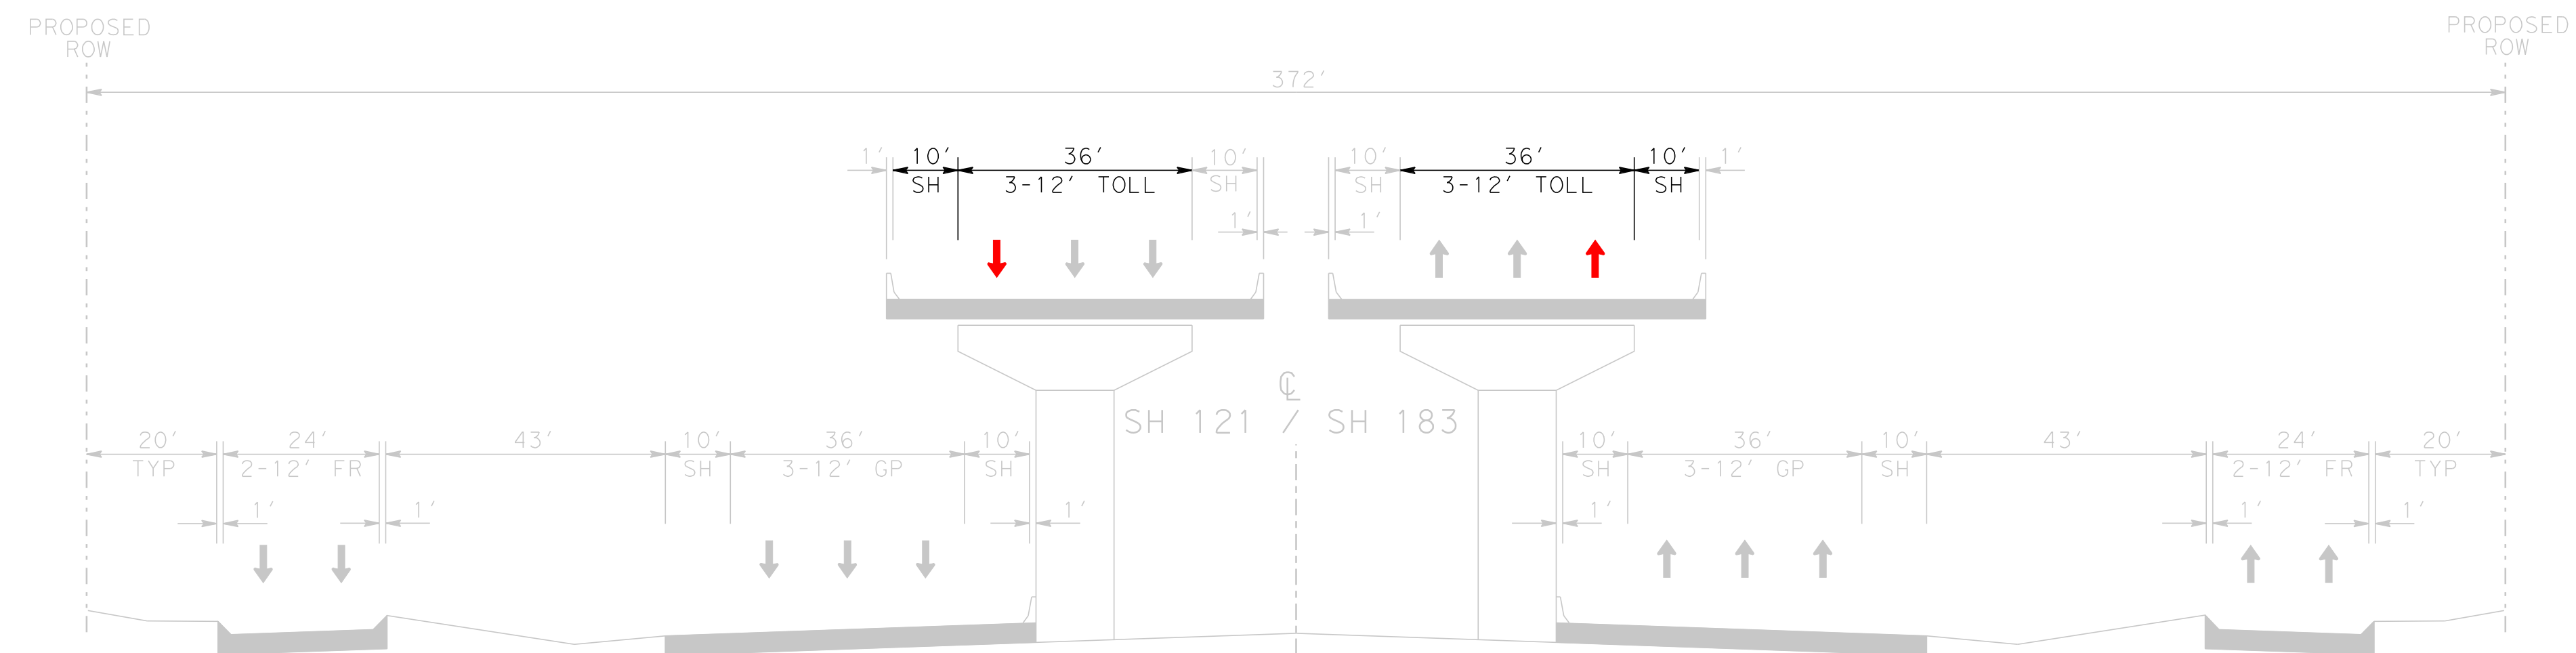 PROPOSED
ROW
PROPOSED
ROW
372'
1' 10' 36' 10' 10' 36' 10' 1'
SH 3-12' TOLL SH SH 3-12' TOLL SH
1' 1'
℄
SH 121 / SH 183
20' 24' 43' 10' 36' 10' 10' 36' 10' 43' 24' 20'
TYP 2-12' FR SH 3-12' GP SH SH 3-12' GP SH 2-12' FR TYP
1' 1' 1' 1' 1' 1'